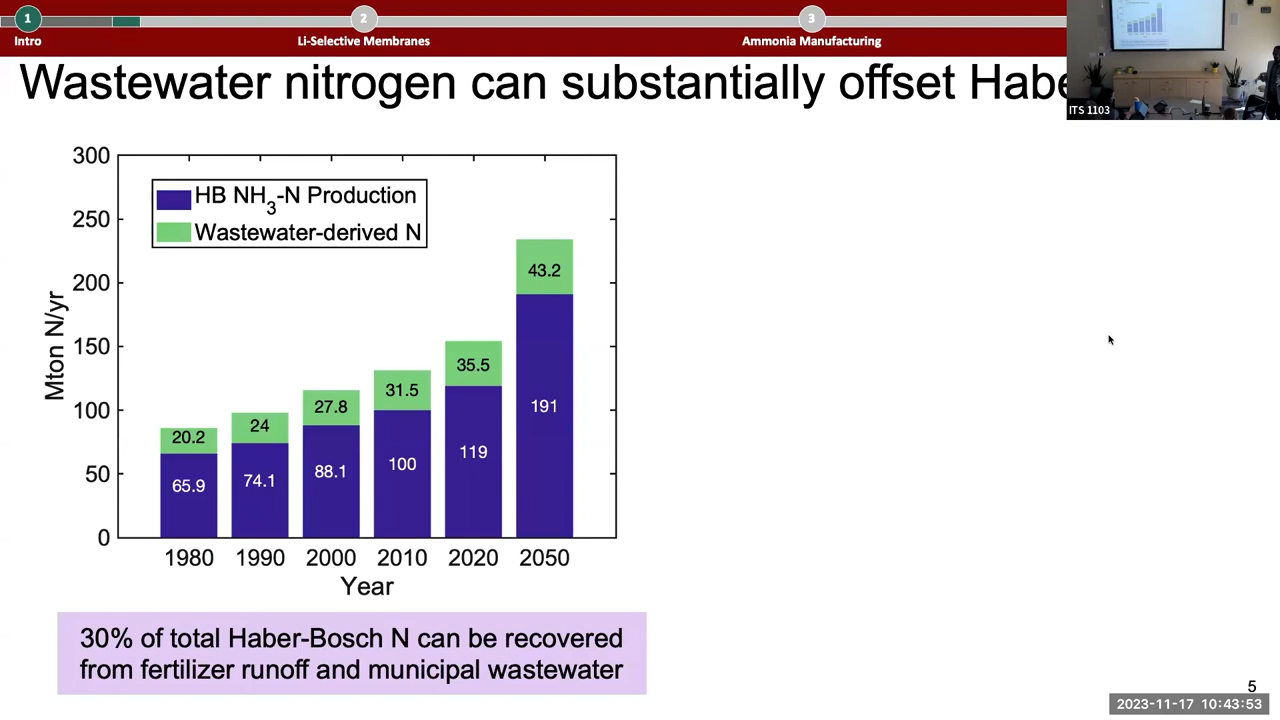 1
2
3
Intro
Li-Selective Membranes
Ammonia Manufacturing
Wastewater nitrogen can substantially offset
ITS 1103
300
250
200
150
100
50
0
Mton N/yr
HB NH3-N Production
Wastewater-derived N
20.2
24
27.8
31.5
35.5
43.2
65.9
74.1
88.1
100
119
191
1980 1990 2000 2010 2020 2050
Year
30% of total Haber-Bosch N can be recovered
from fertilizer runoff and municipal wastewater
5
2023-11-17 10:43:53